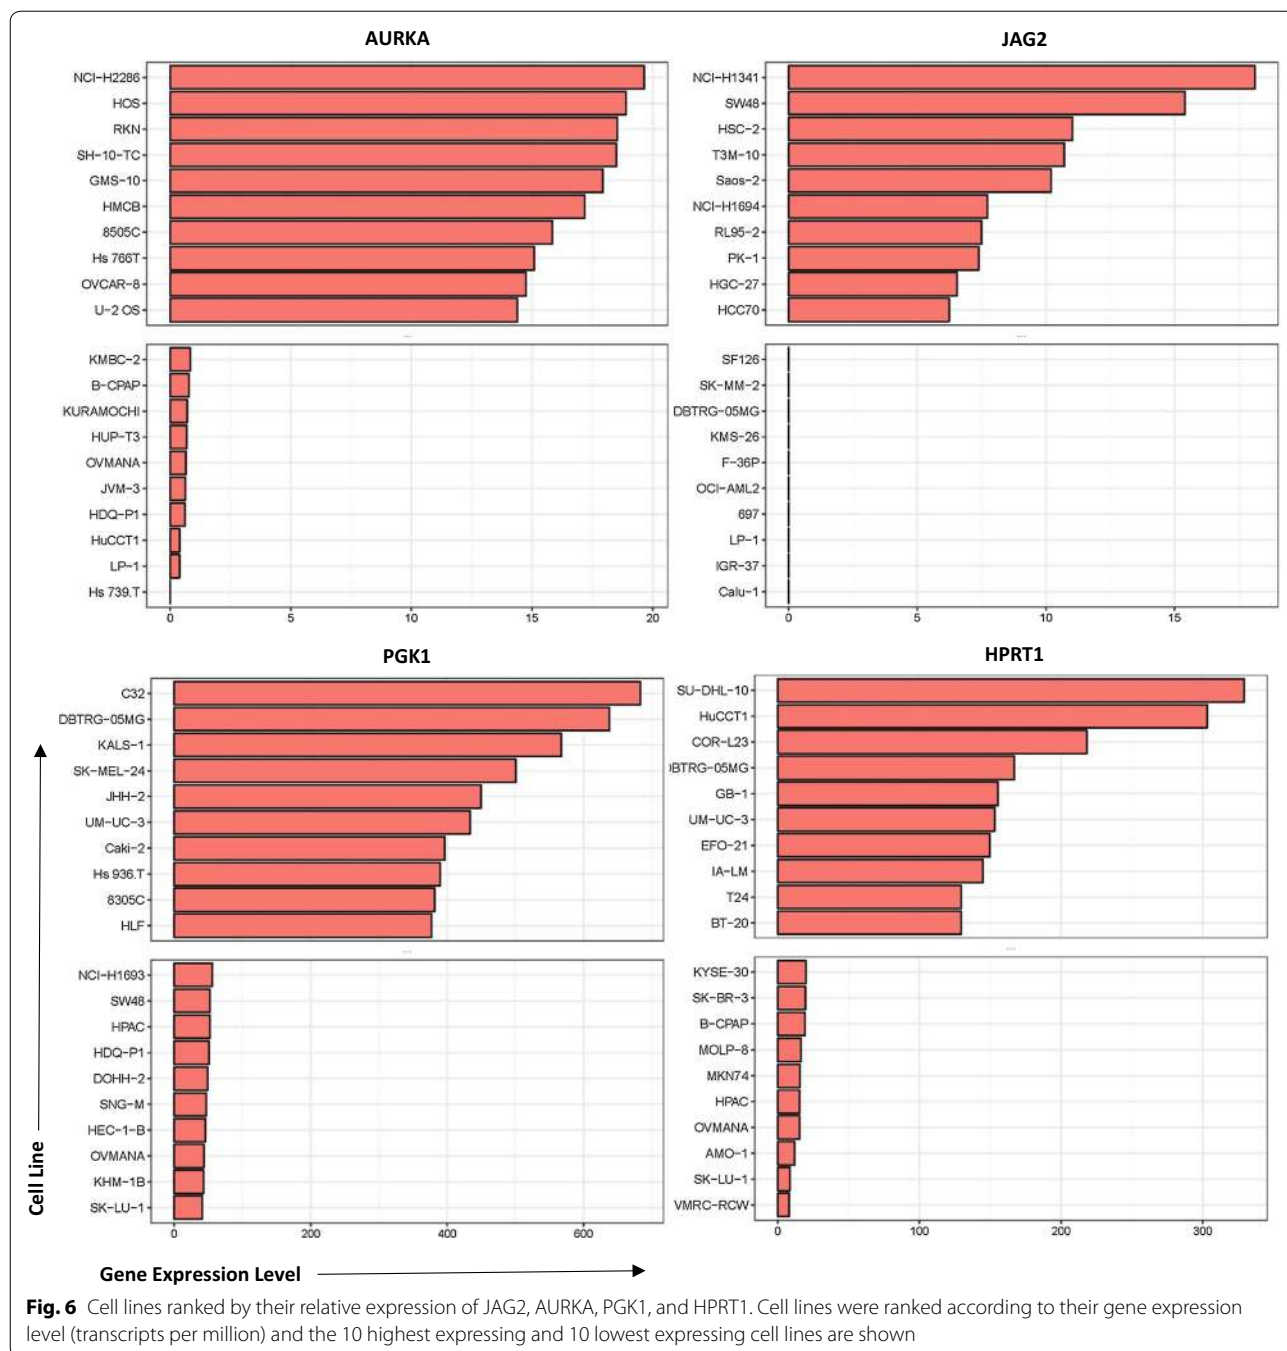 AURKA
NCI-H2286
HOS
RKN
SH-10-TC
GMS-10
HMCB
8505C
Hs 766T
OVCAR-8
U-2 OS
KMBC-2
B-CPAP
KURAMOCHI
HUP-T3
OVMANA
JVM-3
HDQ-P1
HuCCT1
LP-1
Hs 739.T
0 5 10 15 20
JAG2
NCI-H1341
SW48
HSC-2
T3M-10
Saos-2
NCI-H1694
RL95-2
PK-1
HGC-27
HCC70
SF126
SK-MM-2
DBTRG-05MG
KMS-26
F-36P
OCI-AML2
697
LP-1
IGR-37
Calu-1
0 5 10 15
PGK1
C32
DBTRG-05MG
KALS-1
SK-MEL-24
JHH-2
UM-UC-3
Caki-2
Hs 936.T
8305C
HLF
NCI-H1693
SW48
HPAC
HDQ-P1
DOHH-2
SNG-M
HEC-1-B
OVMANA
KHM-1B
SK-LU-1
0 200 400 600
HPRT1
SU-DHL-10
HuCCT1
COR-L23
BTRG-05MG
GB-1
UM-UC-3
EFO-21
IA-LM
T24
BT-20
KYSE-30
SK-BR-3
B-CPAP
MOLP-8
MKN74
HPAC
OVMANA
AMO-1
SK-LU-1
VMRC-RCW
0 100 200 300
Cell Line
Gene Expression Level
Fig. 6 Cell lines ranked by their relative expression of JAG2, AURKA, PGK1, and HPRT1. Cell lines were ranked according to their gene expression
level (transcripts per million) and the 10 highest expressing and 10 lowest expressing cell lines are shown